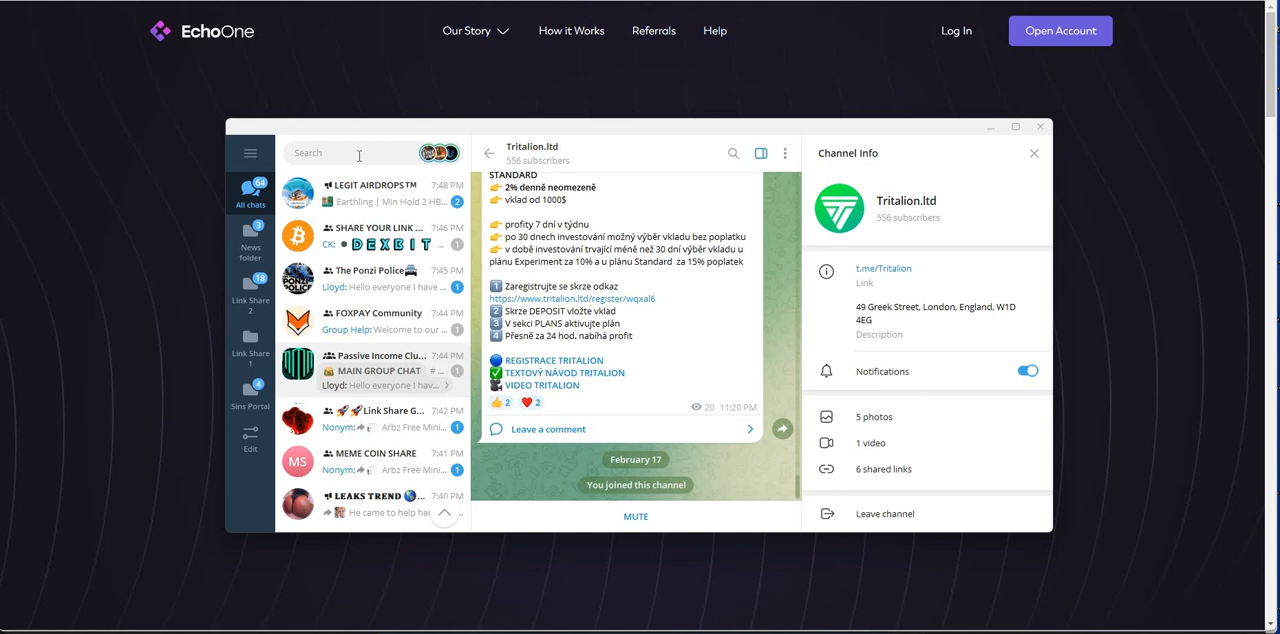 EchoOne
Our Story
How it Works
Referrals
Help
Log In
Open Account
Search
64
All chats
3
News
folder
18
Link Share
2
Link Share
1
4
Sins Portal
Edit
LEGIT AIRDROPS™ 7:48 PM
Earthling | Min Hold 2 HB... 2
SHARE YOUR LINK ... 7:46 PM
CK: ● DEXBIT ... 1
The Ponzi Police 7:45 PM
Lloyd: Hello everyone I have ... 1
FOXPAY Community 7:44 PM
Group Help: Welcome to our ... 1
Passive Income Clu... 7:44 PM
MAIN GROUP CHAT # ... 1
Lloyd: Hello everyone I hav...
Link Share G... 7:42 PM
Nonym: Arbz Free Mini... 1
MS
MEME COIN SHARE 7:41 PM
Nonym: Arbz Free Mini... 1
LEAKS TREND ... 7:40 PM
He came to help her
Tritalion.ltd
556 subscribers
STANDARD
👉 2% denně neomezeně
👉 vklad od 1000$
👉 profity 7 dní v týdnu
👉 po 30 dnech investování možný výběr vkladu bez poplatku
👉 v době investování trvající méně než 30 dní výběr vkladu u
plánu Experiment za 10% a u plánu Standard za 15% poplatek
1 Zaregistrujte se skrze odkaz
https://www.tritalion.ltd/register/wqxal6
2 Skrze DEPOSIT vložte vklad
3 V sekci PLANS aktivujte plán
4 Přesně za 24 hod. nabíhá profit
🔵 REGISTRACE TRITALION
✅ TEXTOVÝ NÁVOD TRITALION
🎥 VIDEO TRITALION
👍 2 ❤ 2
20 11:20 PM
Leave a comment
February 17
You joined this channel
MUTE
Channel Info
Tritalion.ltd
556 subscribers
t.me/Tritalion
Link
49 Greek Street, London, England, W1D
4EG
Description
Notifications
5 photos
1 video
6 shared links
Leave channel